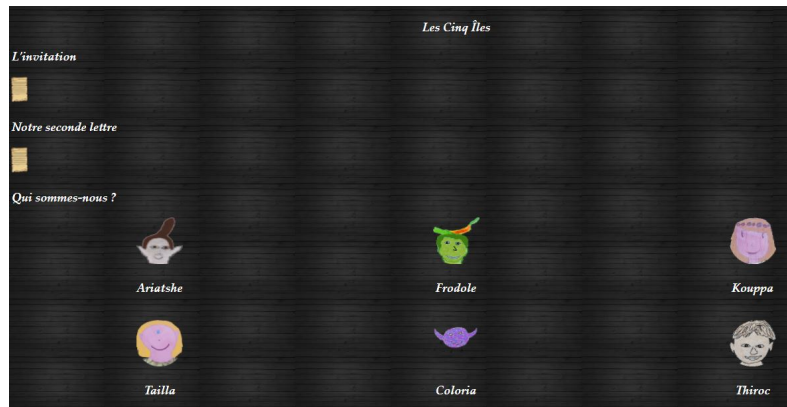 Les Cinq Îles
L'invitation
Notre seconde lettre
Qui sommes-nous ?
Ariatshe
Frodole
Kouppa
Tailla
Coloria
Thiroc